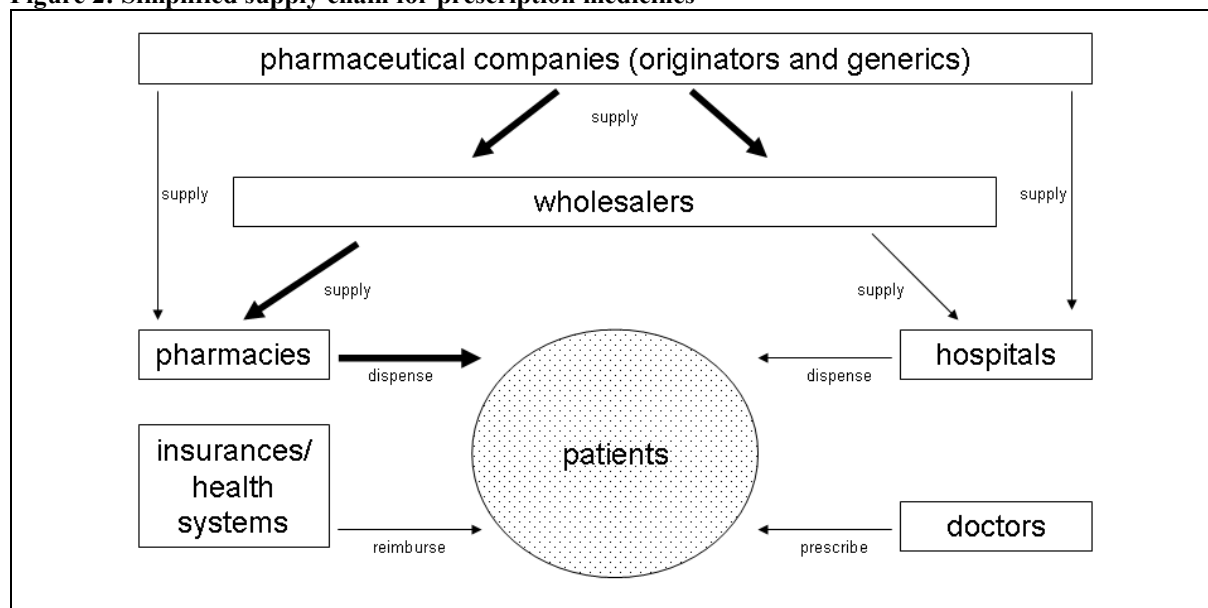 Figure 2: Simplified supply chain for prescription medicines
pharmaceutical companies (originators and generics)
supply
supply
supply
wholesalers
supply
supply
pharmacies
hospitals
dispense
dispense
insurances/
health
systems
patients
doctors
reimburse
prescribe